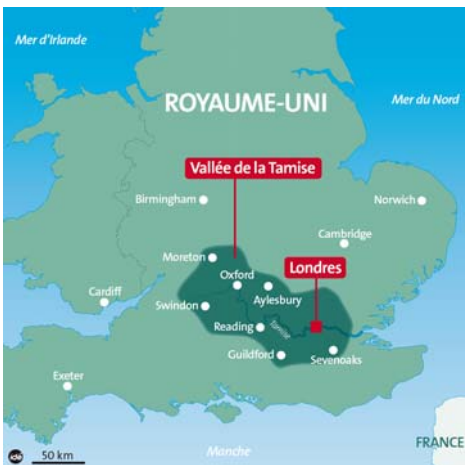 Mer d'Irlande
ROYAUME-UNI
Mer du Nord
Vallée de la Tamise
Birmingham
Norwich
Cambridge
Moreton
Oxford
Londres
Cardiff
Aylesbury
Swindon
Tamise
Reading
Guildford
Sevenoaks
Exeter
FRANCE
Manche
idé
50 km